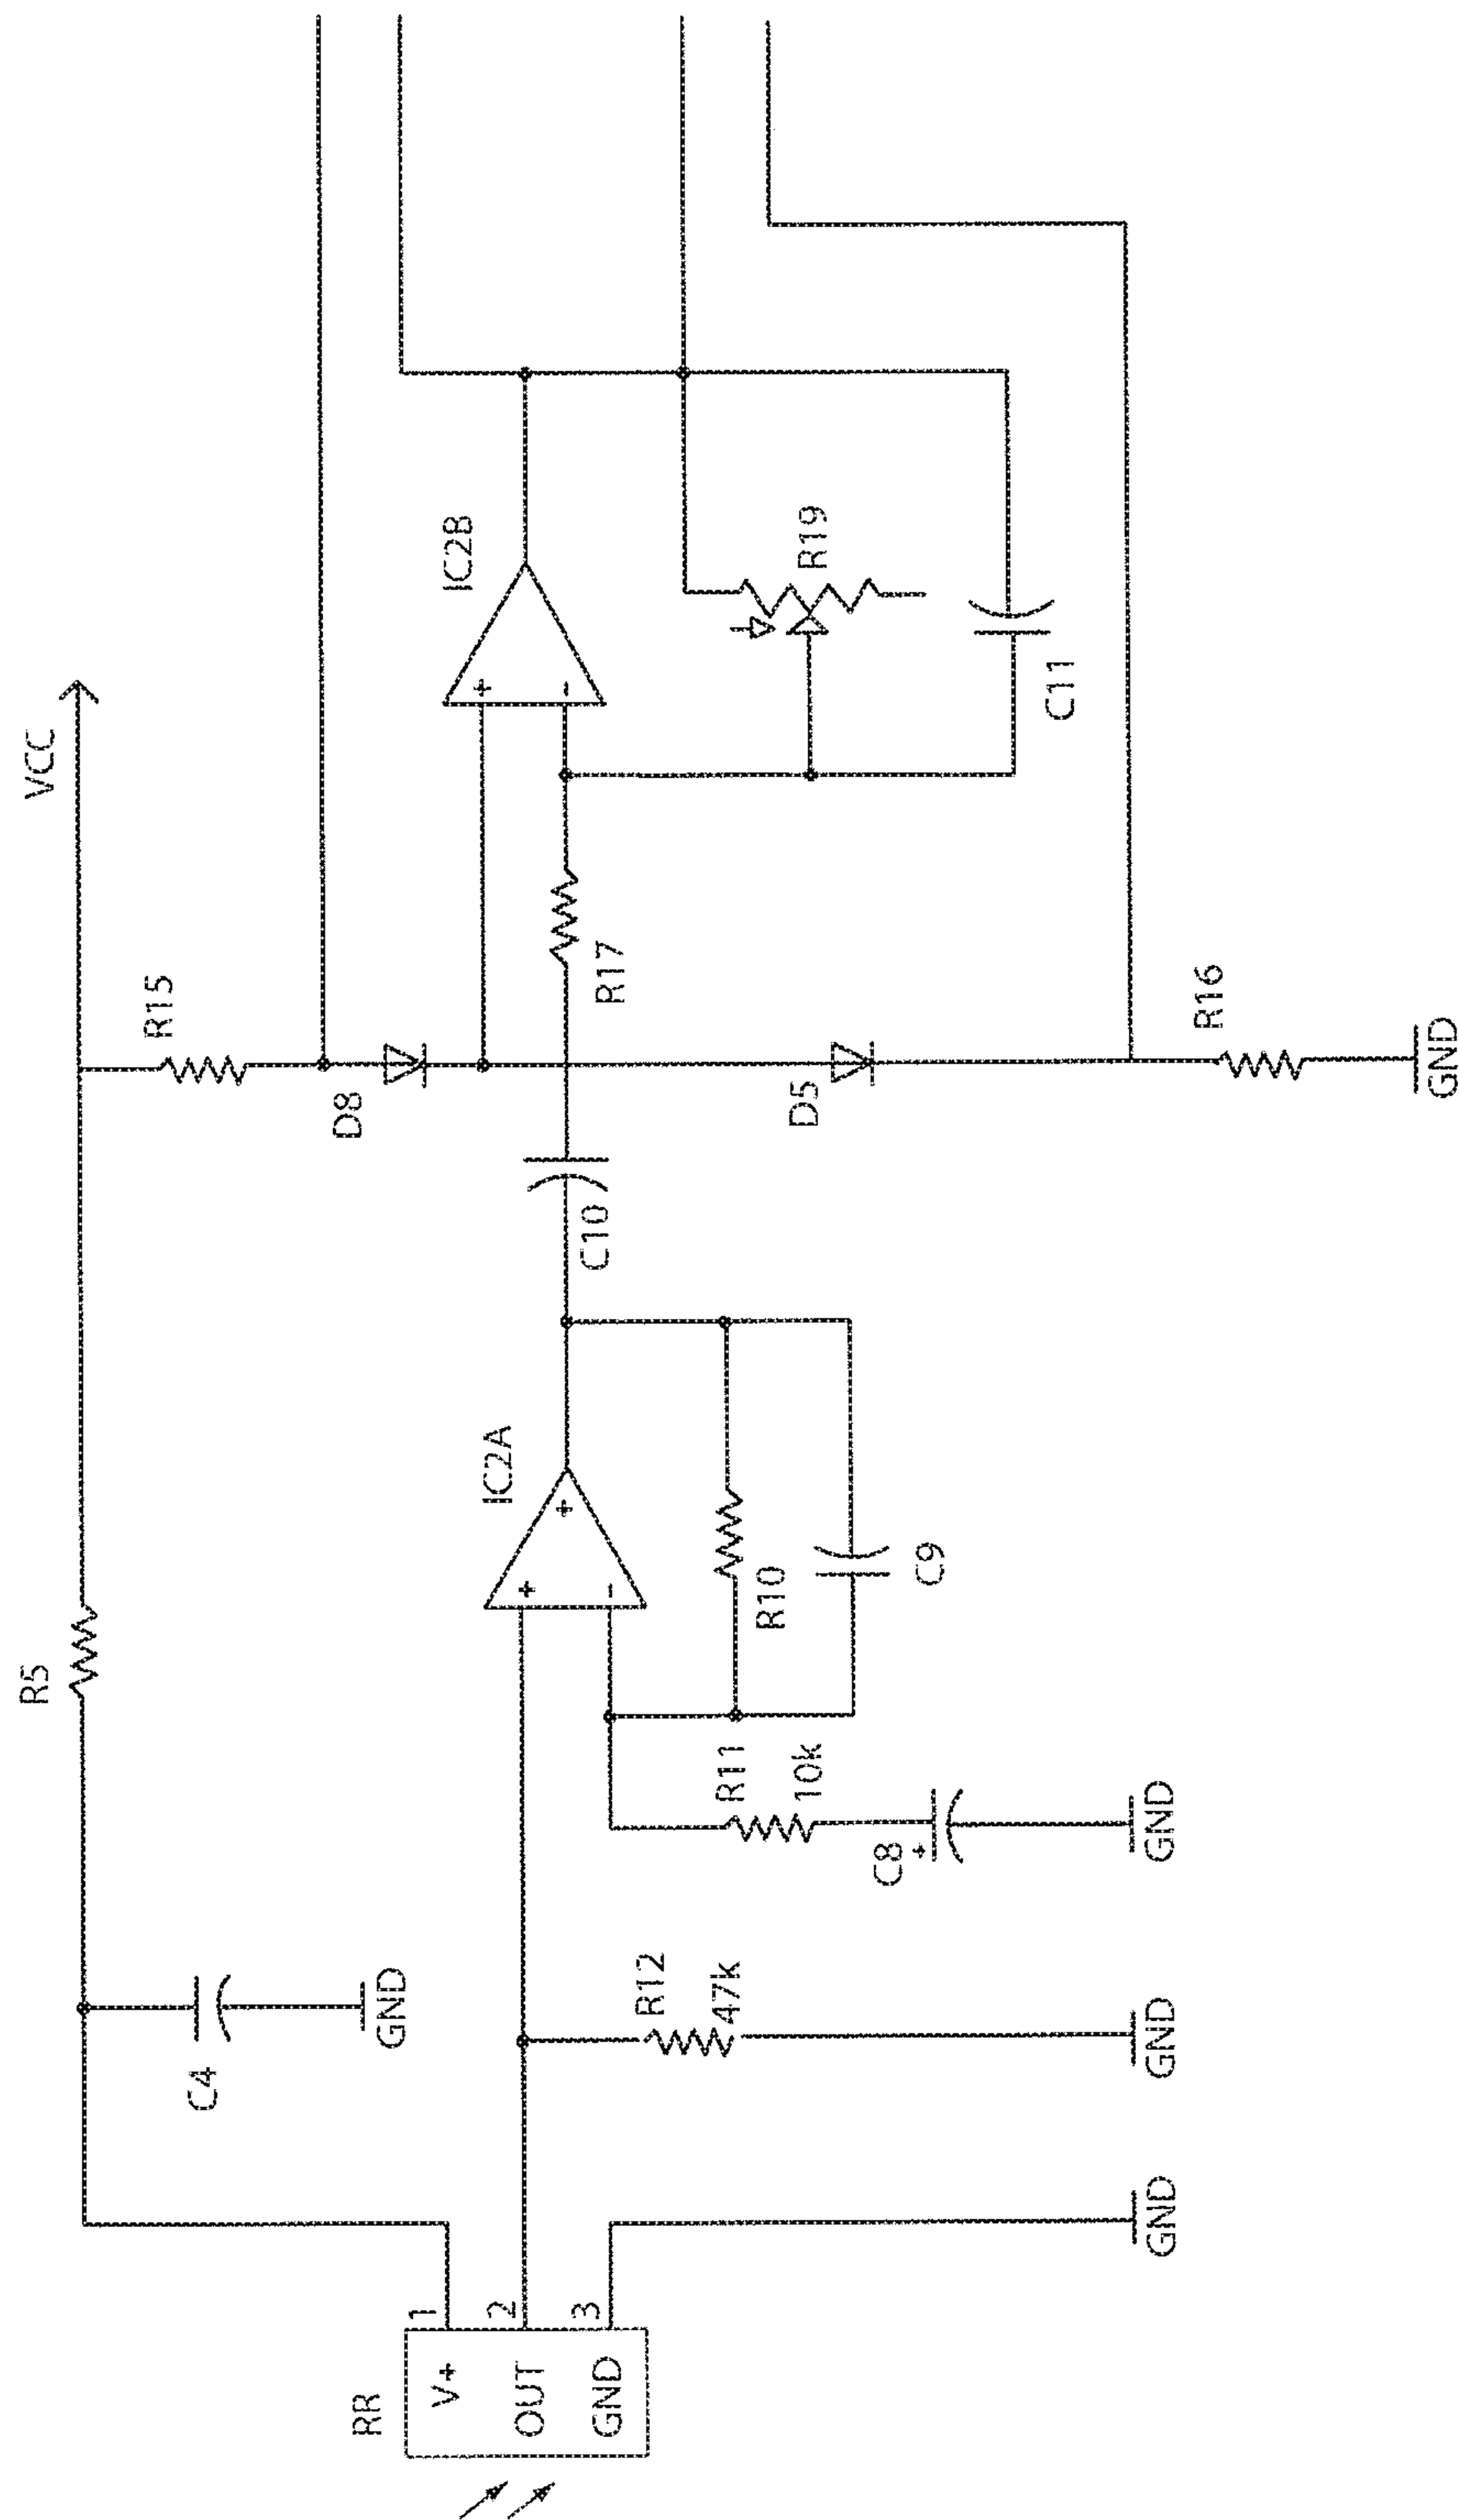 RR
V+
OUT
GND
1
2
3
C4
GND
R5
VCC
GND
R12
47k
GND
R11
10k
C8
+
GND
IC2A
+
-
+
R10
C9
C10
R15
D8
D5
R16
GND
R17
IC2B
+
-
R19
C11